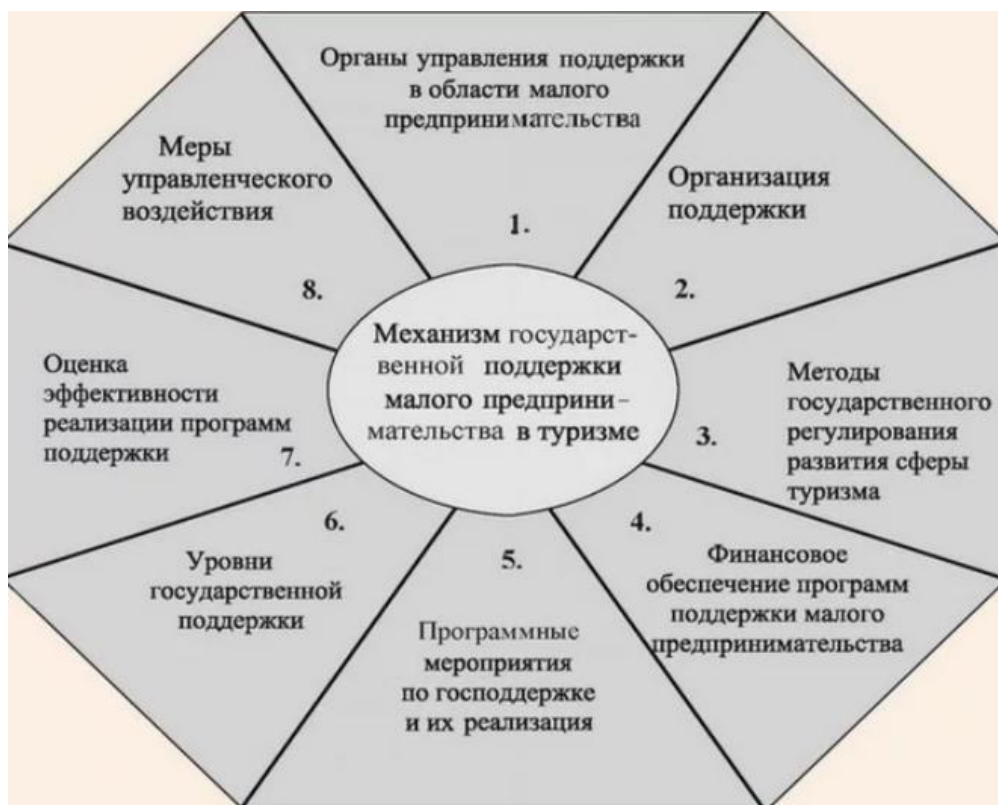 Органы управления поддержки
в области малого
предпринимательства
1.
Организация
поддержки
2.
Методы
государственного
регулирования
развития сферы
туризма
3.
4.
Финансовое
обеспечение программ
поддержки малого
предпринимательства
5.
Программные
мероприятия
по господдержке
и их реализация
6.
Уровни
государственной
поддержки
Оценка
эффективности
реализации программ
поддержки
7.
Меры
управленческого
воздействия
8.
Механизм государст-
венной поддержки
малого предприни-
мательства в туризме